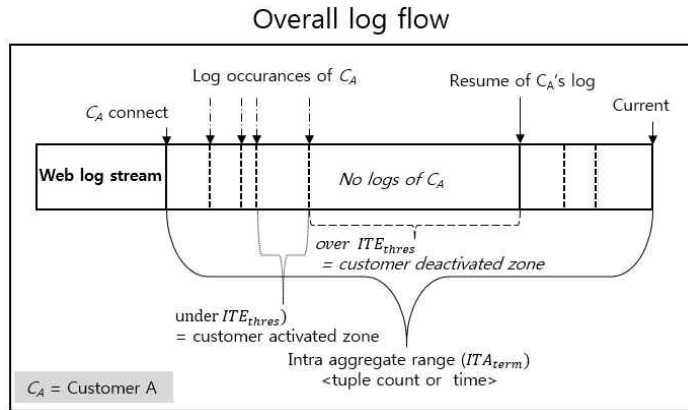 Overall log flow
Log occurances of C_A
Resume of C_A's log
C_A connect
Current
Web log stream
No logs of C_A
over ITE_thres
= customer deactivated zone
under ITE_thres)
= customer activated zone
Intra aggregate range (ITA_term)
<tuple count or time>
C_A = Customer A